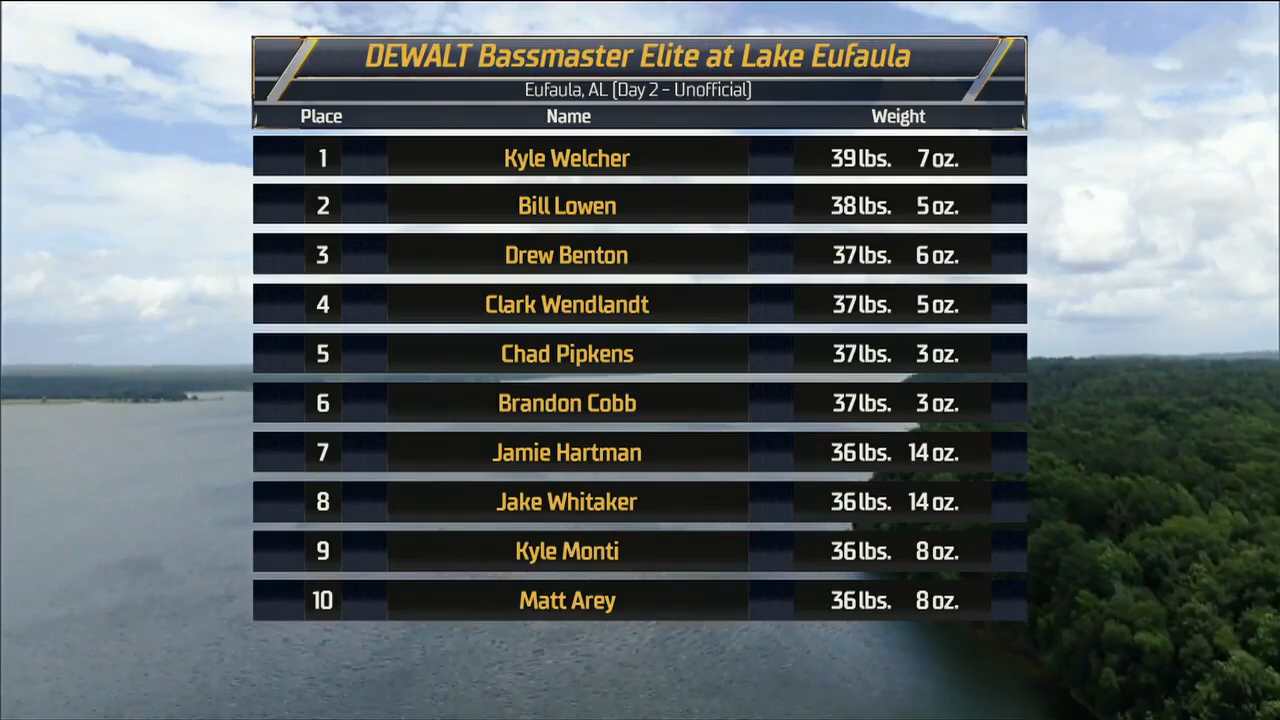 DEWALT Bassmaster Elite at Lake Eufaula
Eufaula, AL (Day 2 - Unofficial)
Place Name Weight
1 Kyle Welcher 39 lbs. 7 oz.
2 Bill Lowen 38 lbs. 5 oz.
3 Drew Benton 37 lbs. 6 oz.
4 Clark Wendlandt 37 lbs. 5 oz.
5 Chad Pipkens 37 lbs. 3 oz.
6 Brandon Cobb 37 lbs. 3 oz.
7 Jamie Hartman 36 lbs. 14 oz.
8 Jake Whitaker 36 lbs. 14 oz.
9 Kyle Monti 36 lbs. 8 oz.
10 Matt Arey 36 lbs. 8 oz.